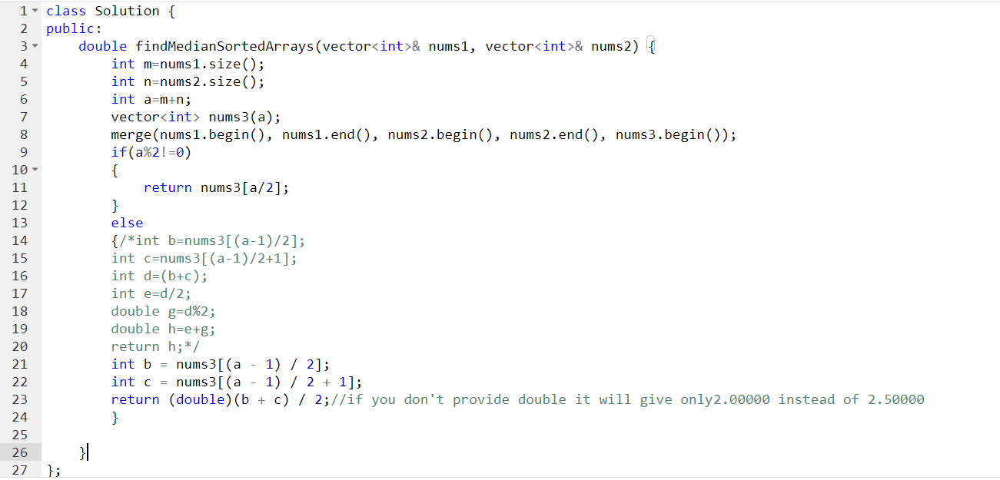 1 class Solution {
2 public:
3 double findMedianSortedArrays(vector<int>& nums1, vector<int>& nums2) {
4 int m=nums1.size();
5 int n=nums2.size();
6 int a=m+n;
7 vector<int> nums3(a);
8 merge(nums1.begin(), nums1.end(), nums2.begin(), nums2.end(), nums3.begin());
9 if(a%2!=0)
10 {
11 return nums3[a/2];
12 }
13 else
14 {/*int b=nums3[(a-1)/2];
15 int c=nums3[(a-1)/2+1];
16 int d=(b+c);
17 int e=d/2;
18 double g=d%2;
19 double h=e+g;
20 return h;*/
21 int b = nums3[(a - 1) / 2];
22 int c = nums3[(a - 1) / 2 + 1];
23 return (double)(b + c) / 2;//if you don't provide double it will give only2.00000 instead of 2.50000
24 }
25
26 }
27 };